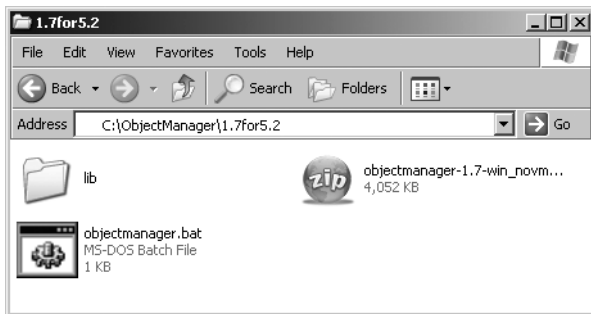 1.7for5.2
File Edit View Favorites Tools Help
Back Search Folders
Address C:\ObjectManager\1.7for5.2 Go
lib
zip
objectmanager-1.7-win_novm...
4,052 KB
objectmanager.bat
MS-DOS Batch File
1 KB